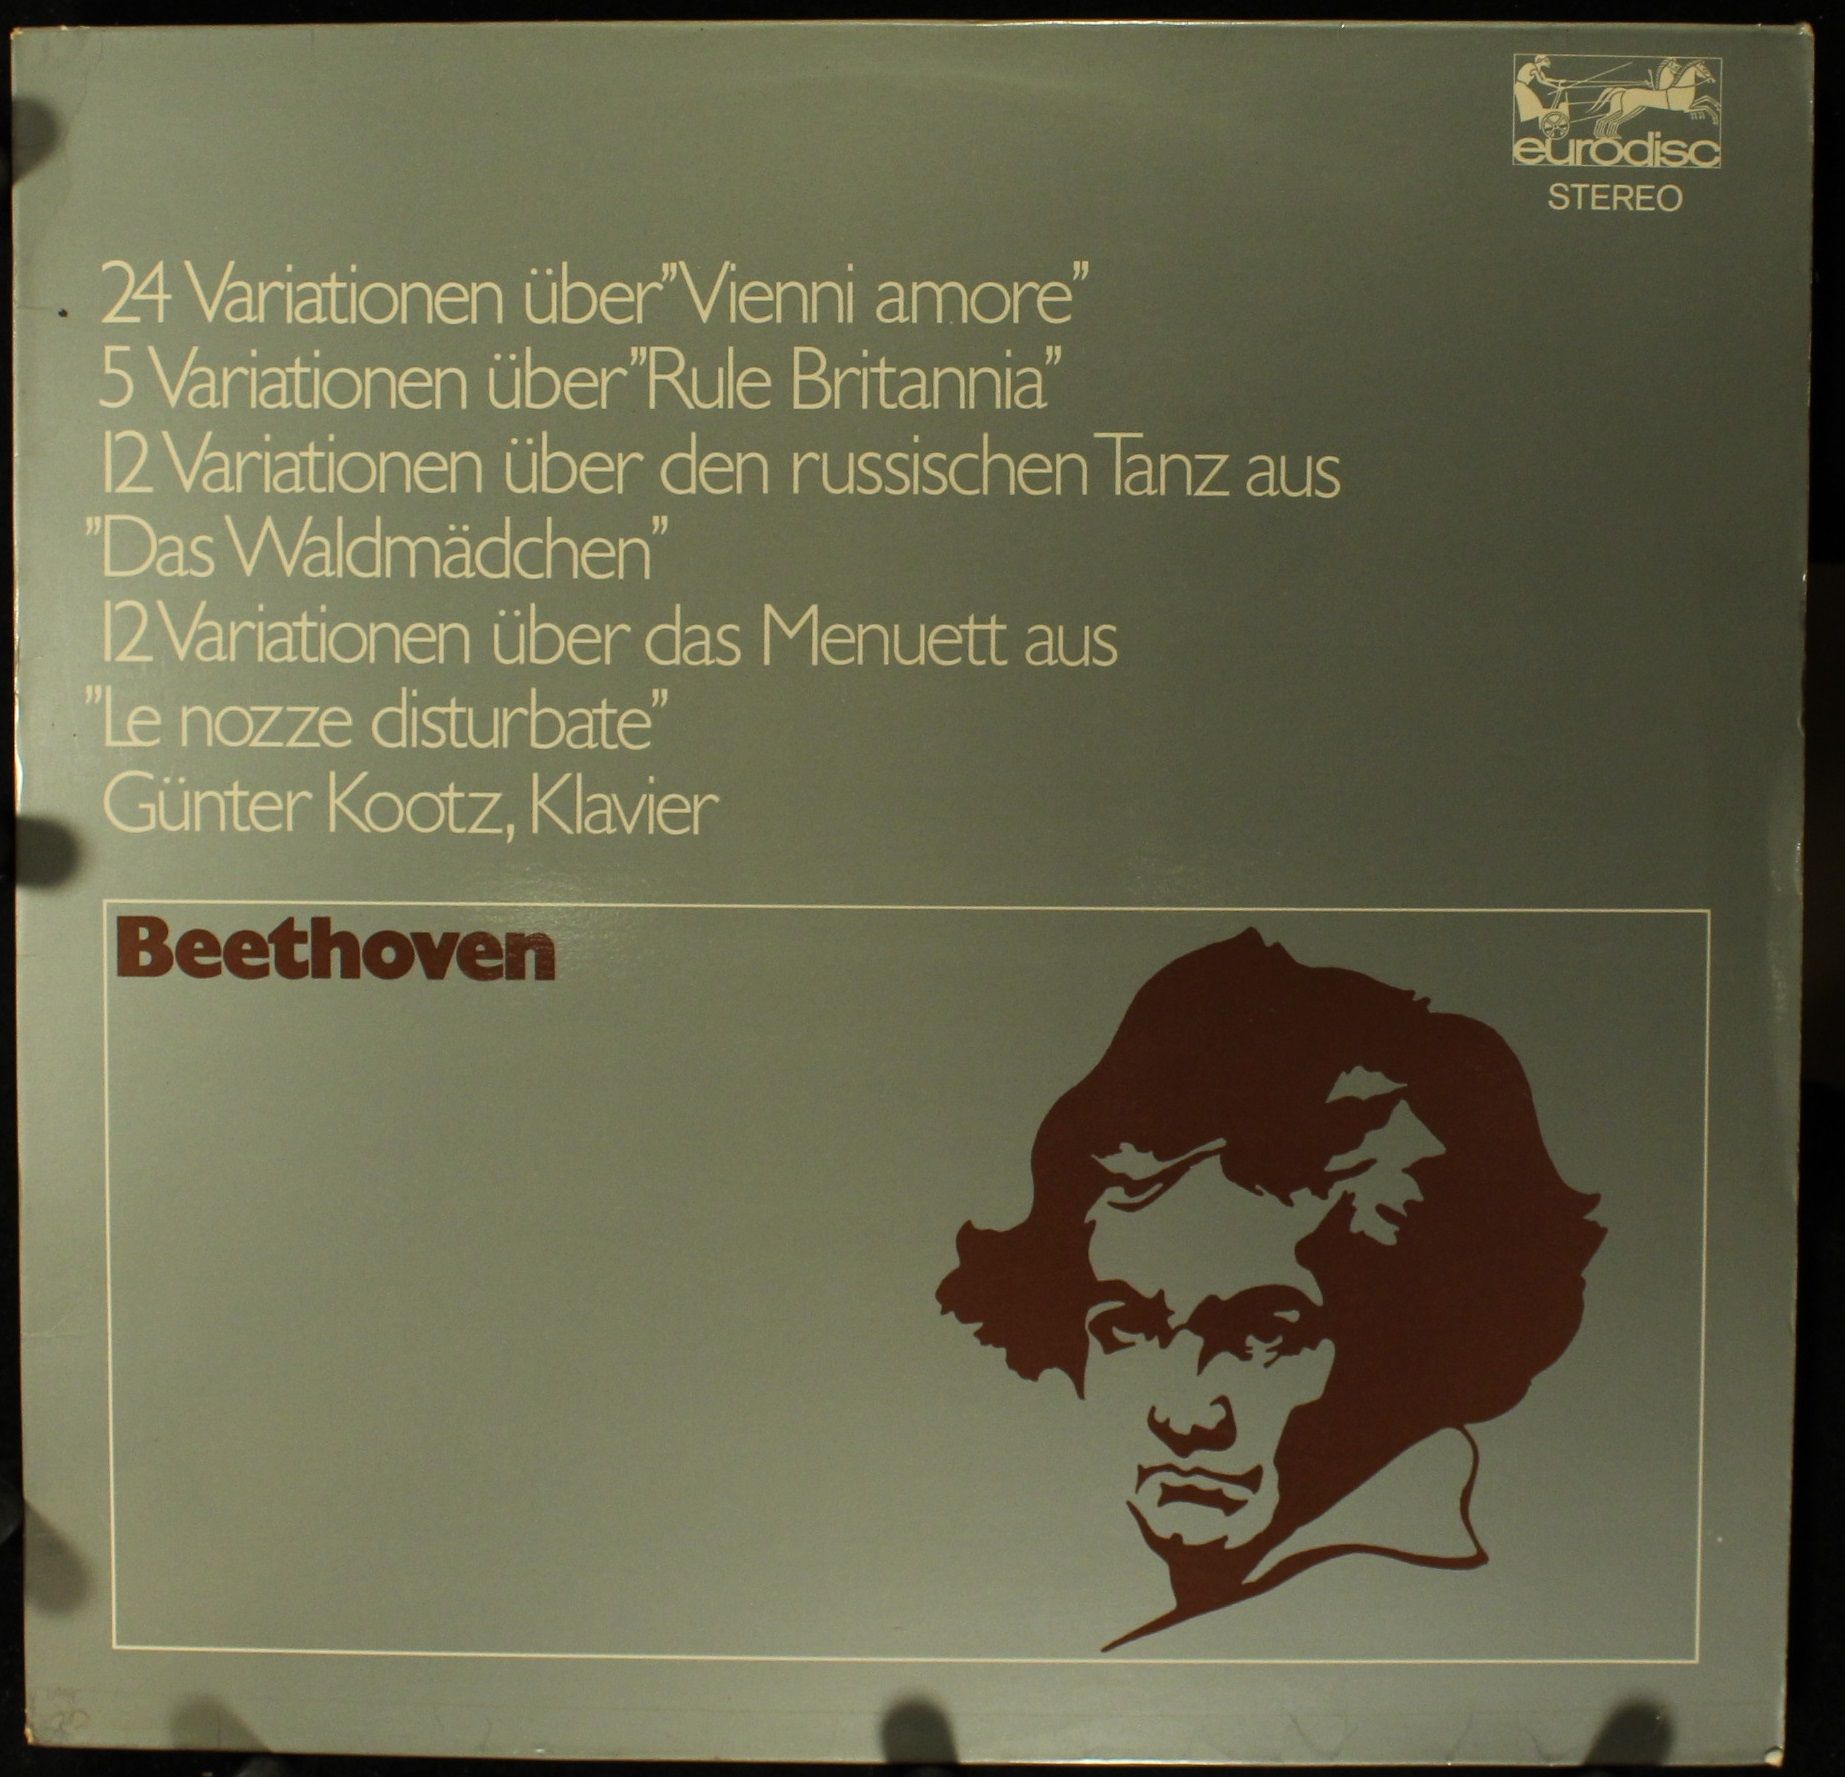 eurodisc
STEREO
24 Variationen über "Vienni amore"
5 Variationen über "Rule Britannia"
12 Variationen über den russischen Tanz aus
"Das Waldmädchen"
12 Variationen über das Menuett aus
"Le nozze disturbate"
Günter Kootz, Klavier
Beethoven